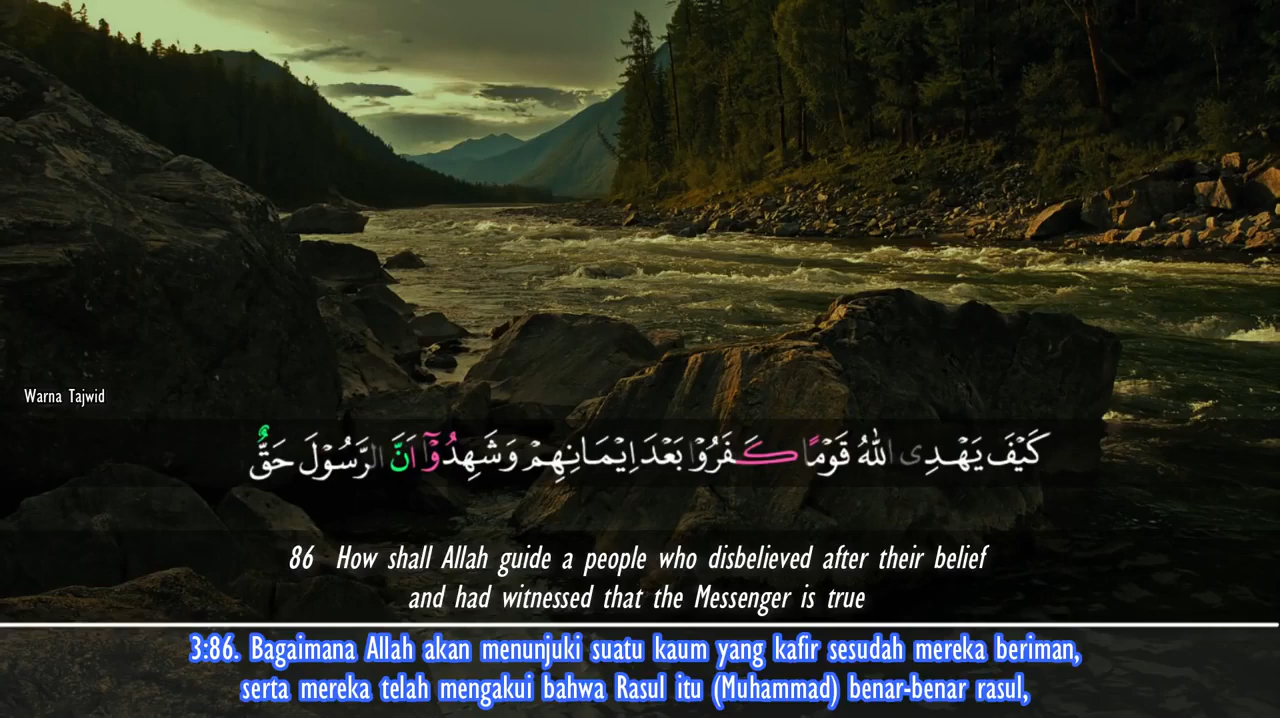 Warna Tajwid
كَيْفَ يَهْدِى اللّٰهُ قَوْمًا كَفَرُوْا بَعْدَ اِيْمَانِهِمْ وَشَهِدُوْٓا اَنَّ الرَّسُوْلَ حَقٌّ
86 How shall Allah guide a people who disbelieved after their belief
and had witnessed that the Messenger is true
3:86. Bagaimana Allah akan menunjuki suatu kaum yang kafir sesudah mereka beriman,
serta mereka telah mengakui bahwa Rasul itu (Muhammad) benar-benar rasul,